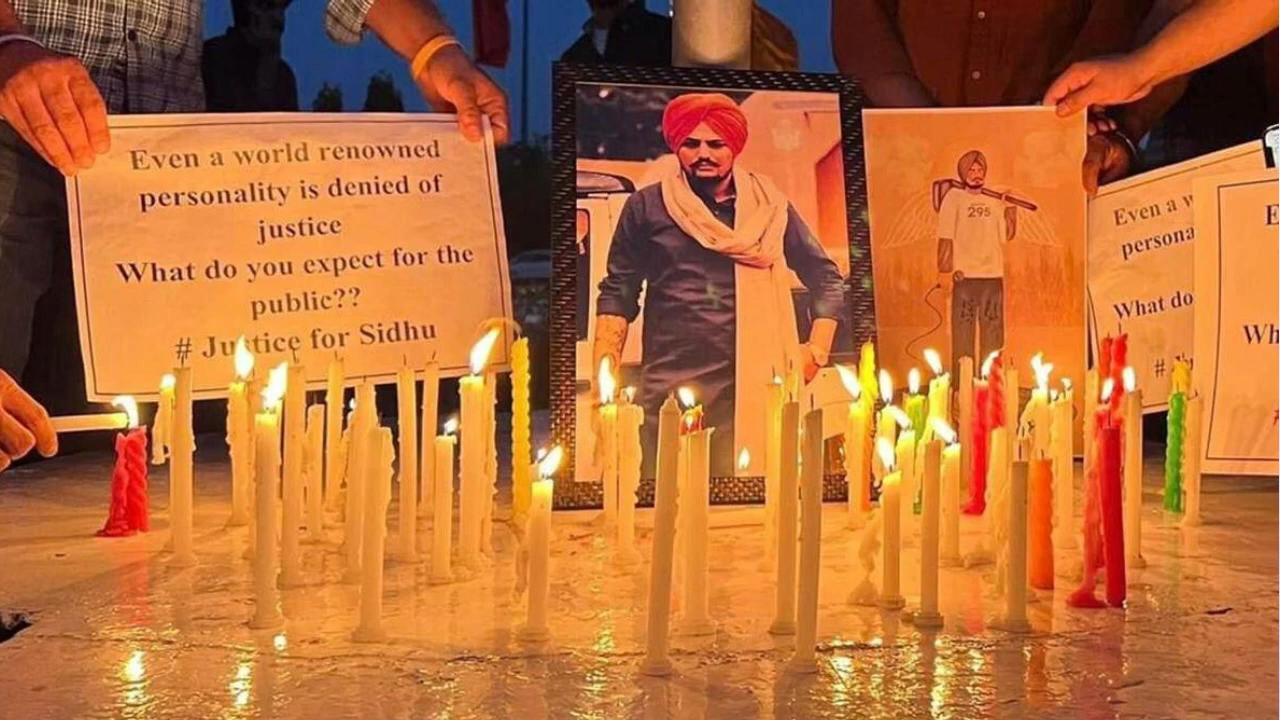 Even a world renowned
personality is denied of
justice
What do you expect for the
public??
# Justice for Sidhu
295
Even a
persona
What do
#
E
Wh